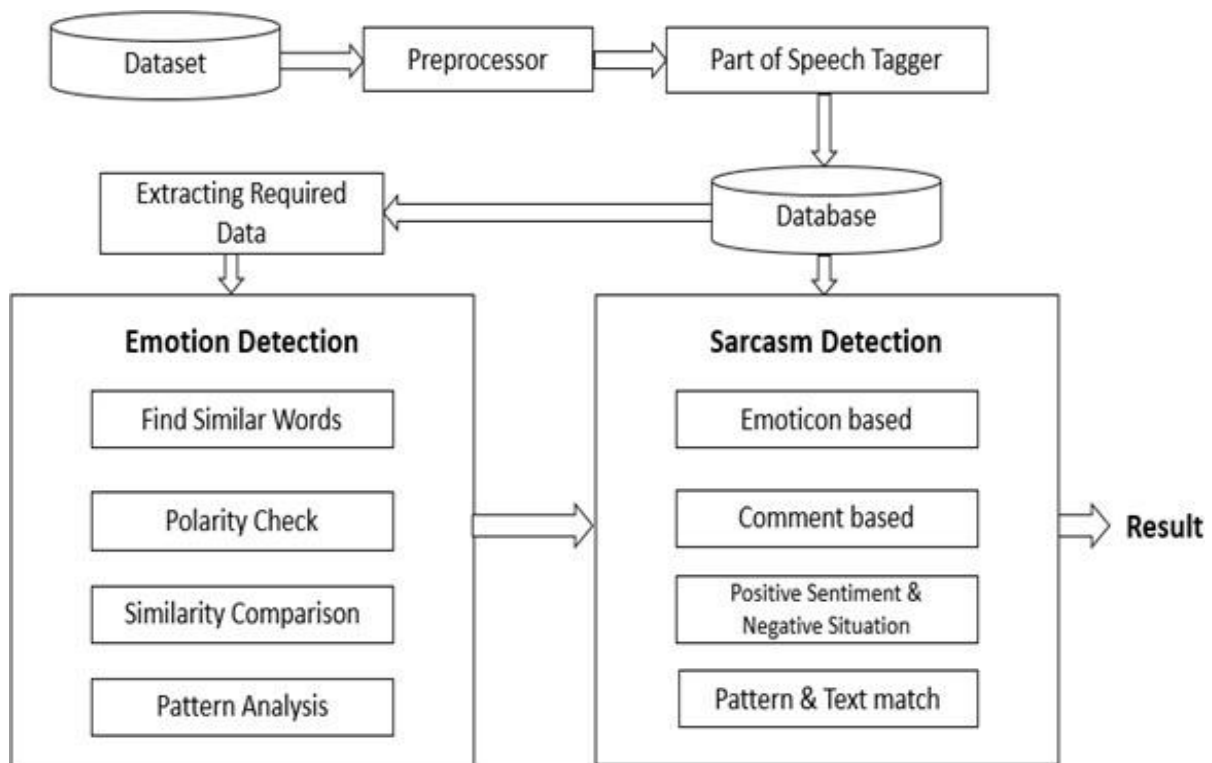 Dataset
Preprocessor
Part of Speech Tagger
Extracting Required
Data
Database
Emotion Detection
Find Similar Words
Polarity Check
Similarity Comparison
Pattern Analysis
Sarcasm Detection
Emoticon based
Comment based
Positive Sentiment &
Negative Situation
Pattern & Text match
Result